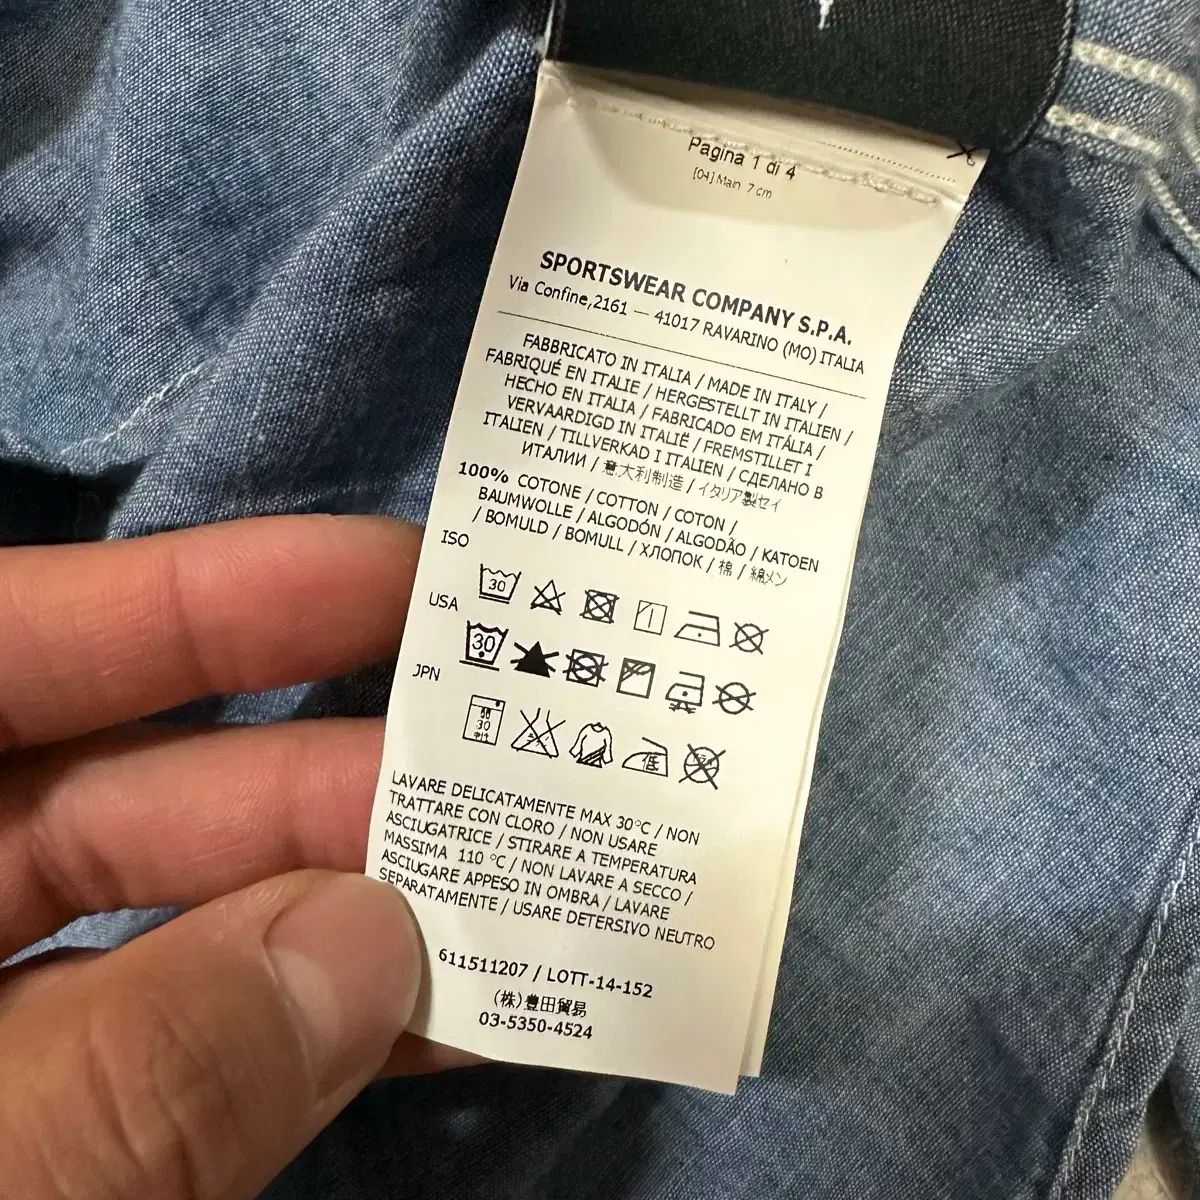 Pagina 1 di 4
[04] Main 7 cm
SPORTSWEAR COMPANY S.P.A.
Via Confine,2161 — 41017 RAVARINO (MO) ITALIA
FABBRICATO IN ITALIA / MADE IN ITALY /
FABRIQUÉ EN ITALIE / HERGESTELLT IN ITALIEN /
HECHO EN ITALIA / FABRICADO EM ITÁLIA /
VERVAARDIGD IN ITALIË / FREMSTILLET I
ITALIEN / TILLVERKAD I ITALIEN / СДЕЛАНО В
ИТАЛИИ / 意大利制造 / イタリア製セイ
100% COTONE / COTTON / COTON /
BAUMWOLLE / ALGODÓN / ALGODÃO / KATOEN
/ BOMULD / BOMULL / ХЛОПОК / 棉 / 綿メン
ISO
30
USA
30
JPN
30
低
LAVARE DELICATAMENTE MAX 30°C / NON
TRATTARE CON CLORO / NON USARE
ASCIUGATRICE / STIRARE A TEMPERATURA
MASSIMA 110 °C / NON LAVARE A SECCO /
ASCIUGARE APPESO IN OMBRA / LAVARE
SEPARATAMENTE / USARE DETERSIVO NEUTRO
611511207 / LOTT-14-152
(株)豊田貿易
03-5350-4524